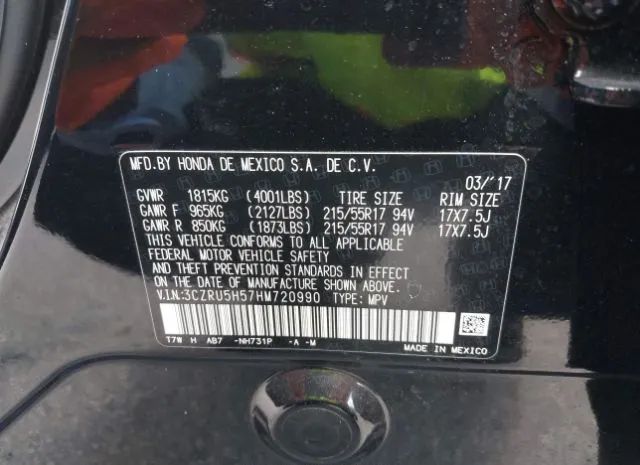 MFD.BY HONDA DE MEXICO S.A. DE C.V. 03/'17
GVWR 1815KG (4001LBS) TIRE SIZE RIM SIZE
GAWR F 965KG (2127LBS) 215/55R17 94V 17X7.5J
GAWR R 850KG (1873LBS) 215/55R17 94V 17X7.5J
THIS VEHICLE CONFORMS TO ALL APPLICABLE
FEDERAL MOTOR VEHICLE SAFETY
AND THEFT PREVENTION STANDARDS IN EFFECT
ON THE DATE OF MANUFACTURE SHOWN ABOVE.
V.I.N:3CZRU5H57HM720990 TYPE: MPV
T7W H AB7 -NH731P -A -M MADE IN MEXICO